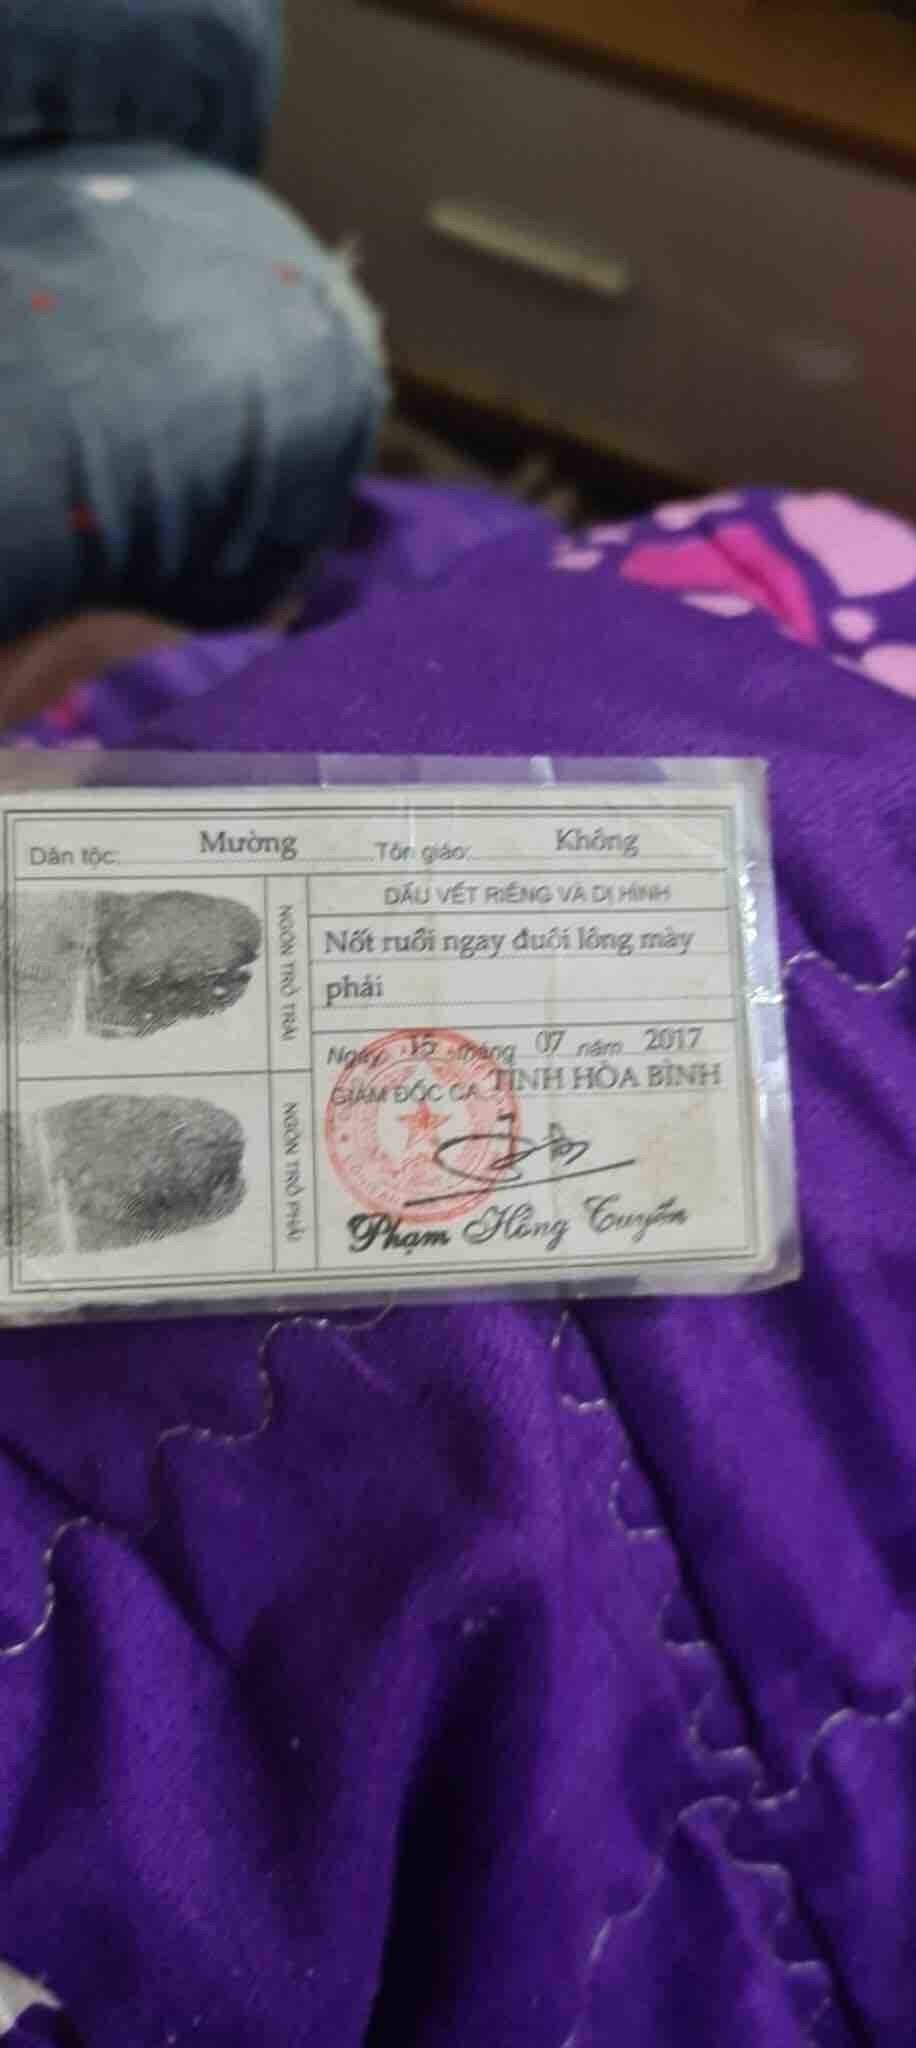 Dân tộc: Mường Tôn giáo: Không
NGÓN TRỎ TRÁI
DẤU VẾT RIÊNG VÀ DỊ HÌNH
Nốt ruồi ngay đuôi lông mày
phải
Ngày 15 tháng 07 năm 2017
GIÁM ĐỐC CA TỈNH HÒA BÌNH
NGÓN TRỎ PHẢI
Phạm Hồng Tuyến